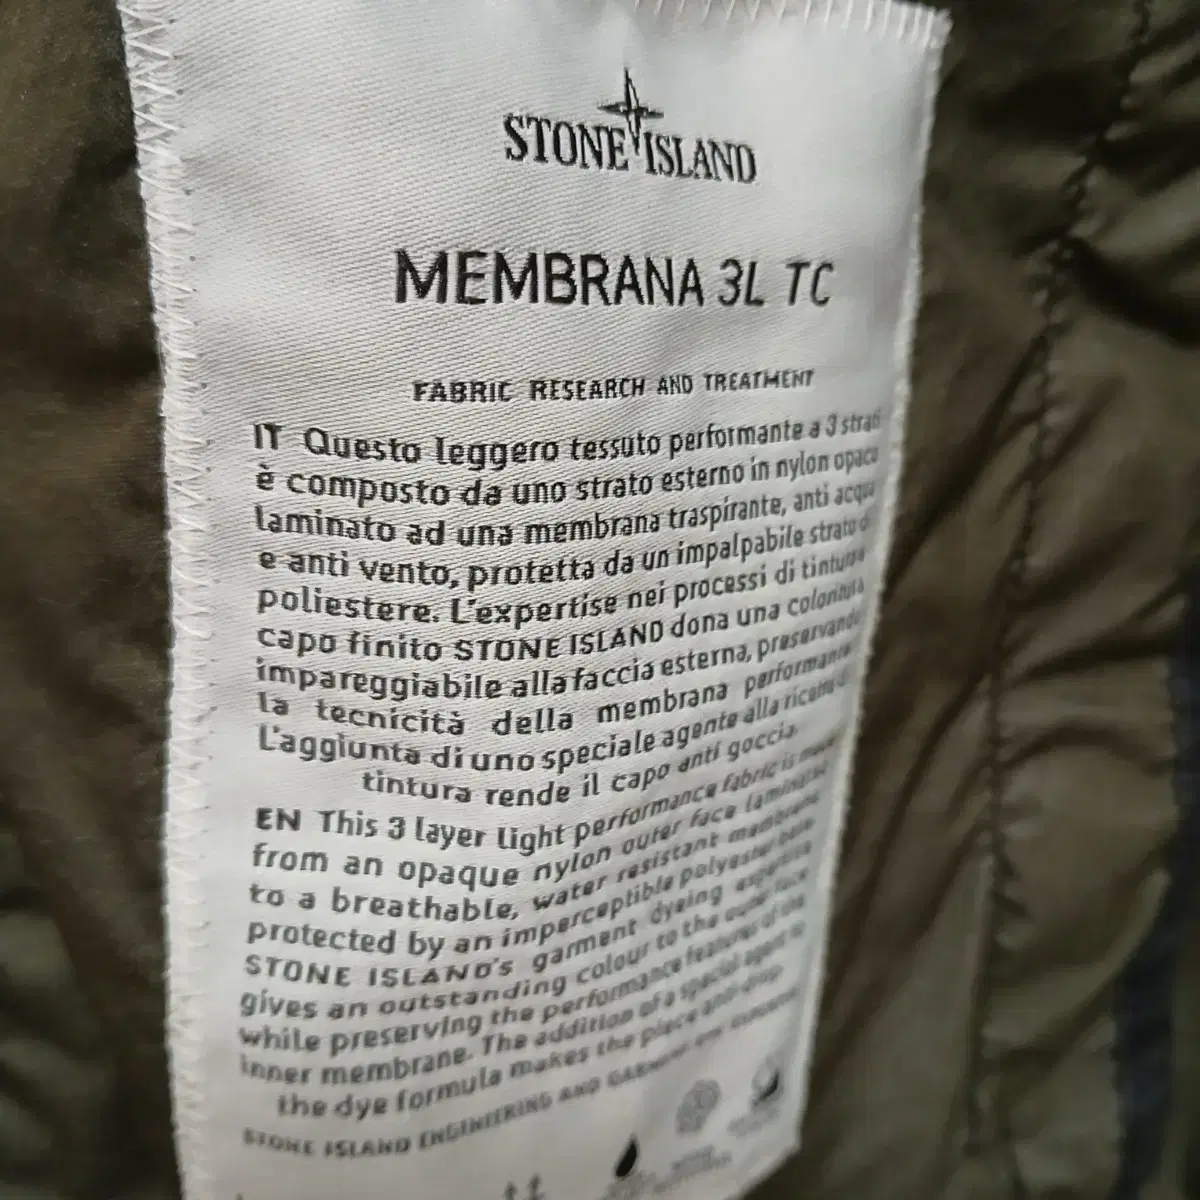 STONE ISLAND
MEMBRANA 3L TC
FABRIC RESEARCH AND TREATMENT
IT Questo leggero tessuto performante a 3 strati
è composto da uno strato esterno in nylon opaco
laminato ad una membrana traspirante, anti acqua
e anti vento, protetta da un impalpabile strato di
poliestere. L'expertise nei processi di tintura
capo finito STONE ISLAND dona una coloritura
impareggiabile alla faccia esterna, preservando
la tecnicità della membrana performante
L'aggiunta di uno speciale agente alla ricetta di
tintura rende il capo anti goccia.
EN This 3 layer light performance fabric is made
from an opaque nylon outer face laminated
to a breathable, water resistant membrane
protected by an imperceptible polyester
STONE ISLAND'S garment dyeing expertise
gives an outstanding colour to the outer face
while preserving the performance features of the
inner membrane. The addition of a special agent to
the dye formula makes the piece anti-drop
STONE ISLAND ENGINEERING AND GARMENT